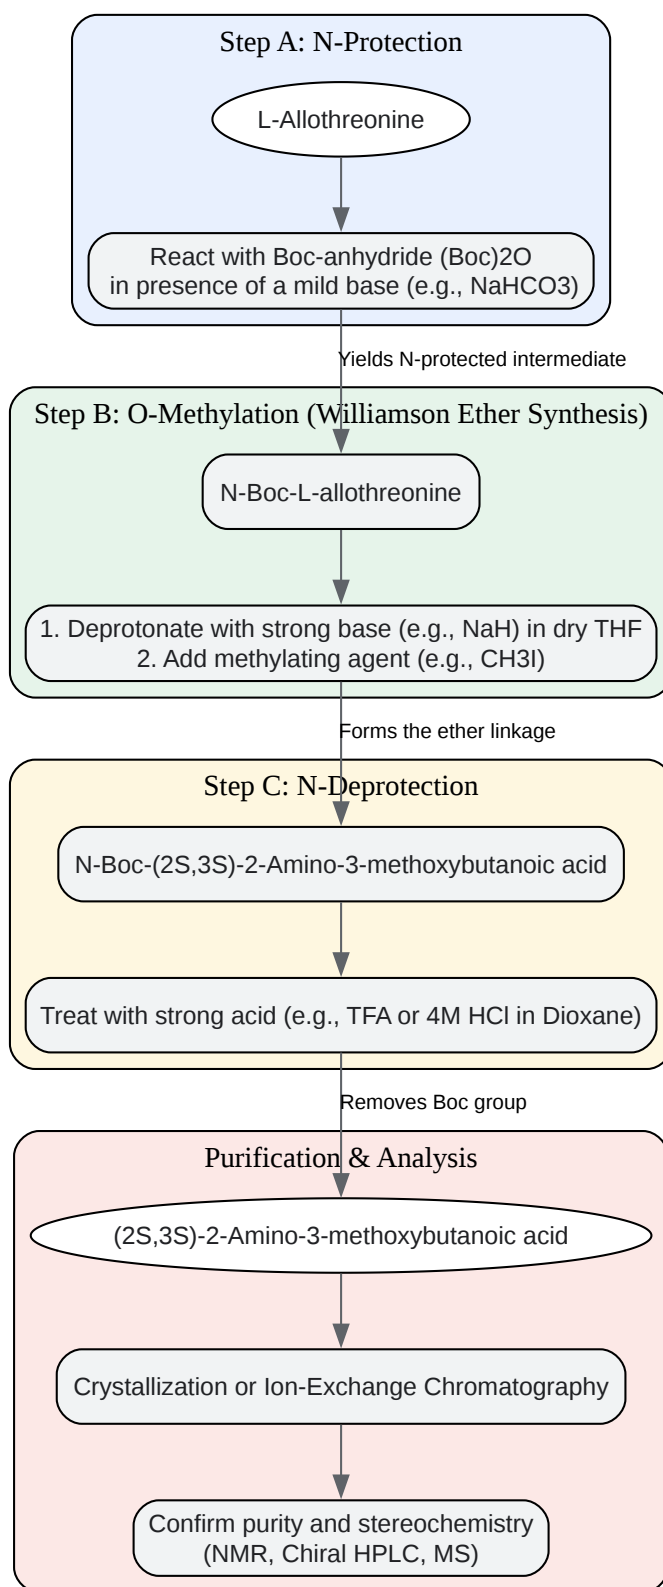 Step A: N-Protection
L-Allothreonine
React with Boc-anhydride (Boc)2O
in presence of a mild base (e.g., NaHCO3)
Yields N-protected intermediate
Step B: O-Methylation (Williamson Ether Synthesis)
N-Boc-L-allothreonine
1. Deprotonate with strong base (e.g., NaH) in dry THF
2. Add methylating agent (e.g., CH3I)
Forms the ether linkage
Step C: N-Deprotection
N-Boc-(2S,3S)-2-Amino-3-methoxybutanoic acid
Treat with strong acid (e.g., TFA or 4M HCl in Dioxane)
Removes Boc group
Purification & Analysis
(2S,3S)-2-Amino-3-methoxybutanoic acid
Crystallization or Ion-Exchange Chromatography
Confirm purity and stereochemistry
(NMR, Chiral HPLC, MS)